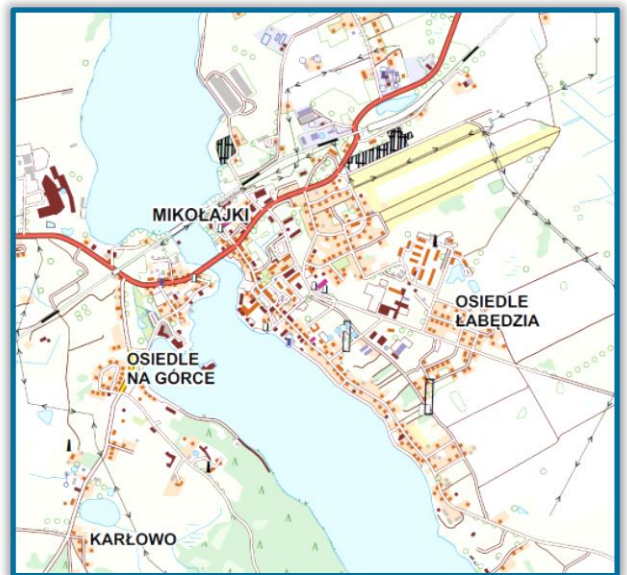 MIKOŁAJKI
OSIEDLE
ŁABĘDZIA
OSIEDLE
NA GÓRCE
KARŁOWO